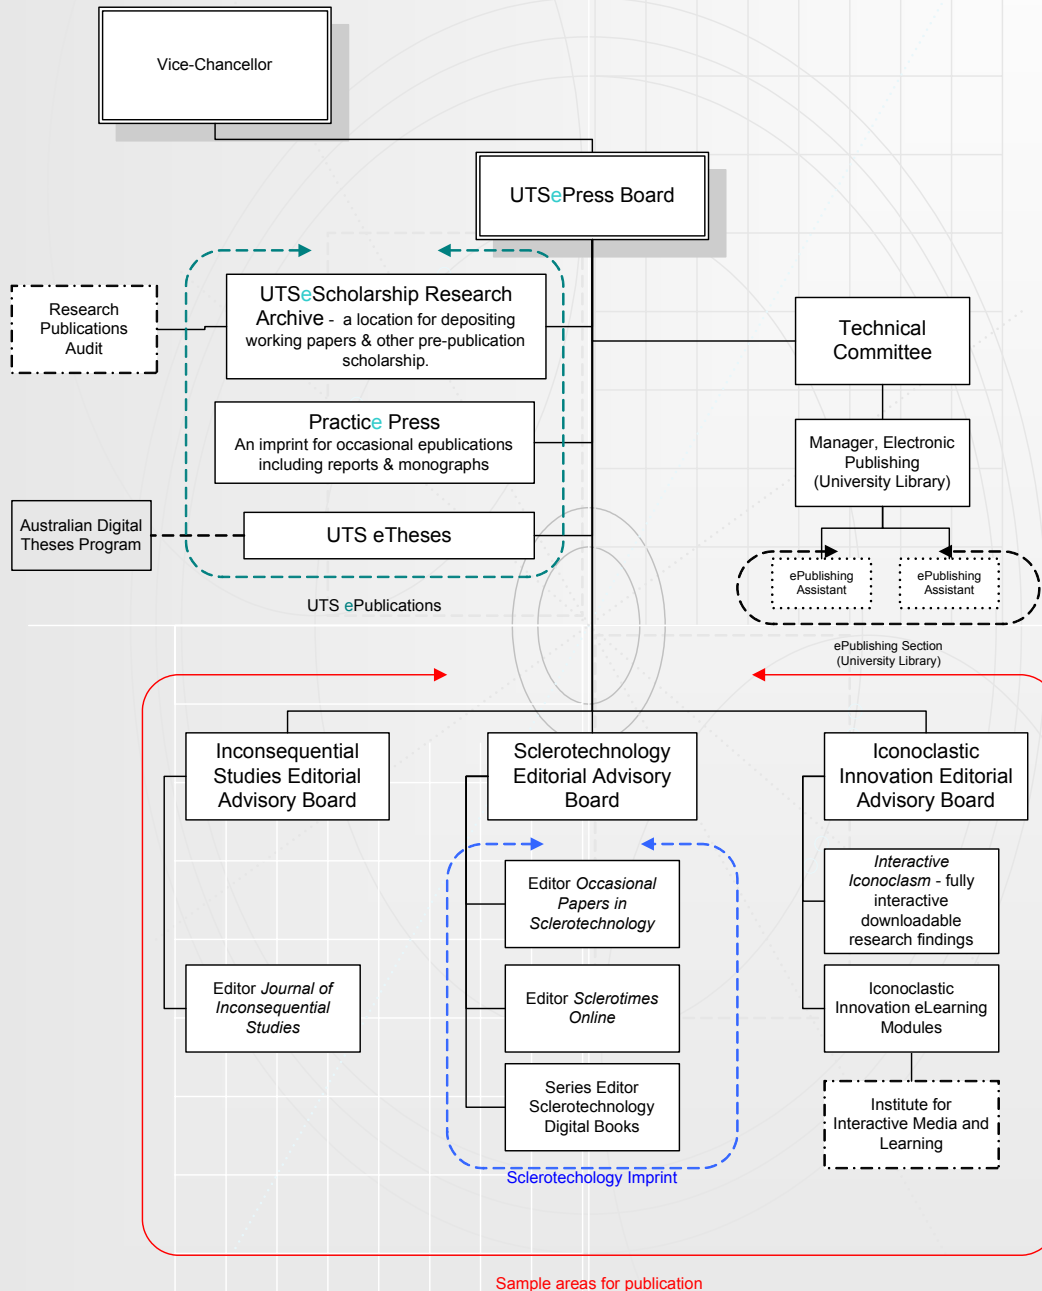 Vice-Chancellor
UTSePress Board
UTSeScholarship Research
Archive - a location for depositing
working papers & other pre-publication
scholarship.
Research
Publications
Audit
Technical
Committee
Practice Press
An imprint for occasional epublications
including reports & monographs
Manager, Electronic
Publishing
(University Library)
Australian Digital
Theses Program
UTS eTheses
ePublishing
Assistant
ePublishing
Assistant
UTS ePublications
ePublishing Section
(University Library)
Inconsequential
Studies Editorial
Advisory Board
Sclerotechnology
Editorial Advisory
Board
Iconoclastic
Innovation Editorial
Advisory Board
Editor Occasional
Papers in
Sclerotechnology
Interactive
Iconoclasm - fully
interactive
downloadable
research findings
Editor Journal of
Inconsequential
Studies
Editor Sclerotimes
Online
Iconoclastic
Innovation eLearning
Modules
Series Editor
Sclerotechnology
Digital Books
Institute for
Interactive Media and
Learning
Sclerotechology Imprint
Sample areas for publication